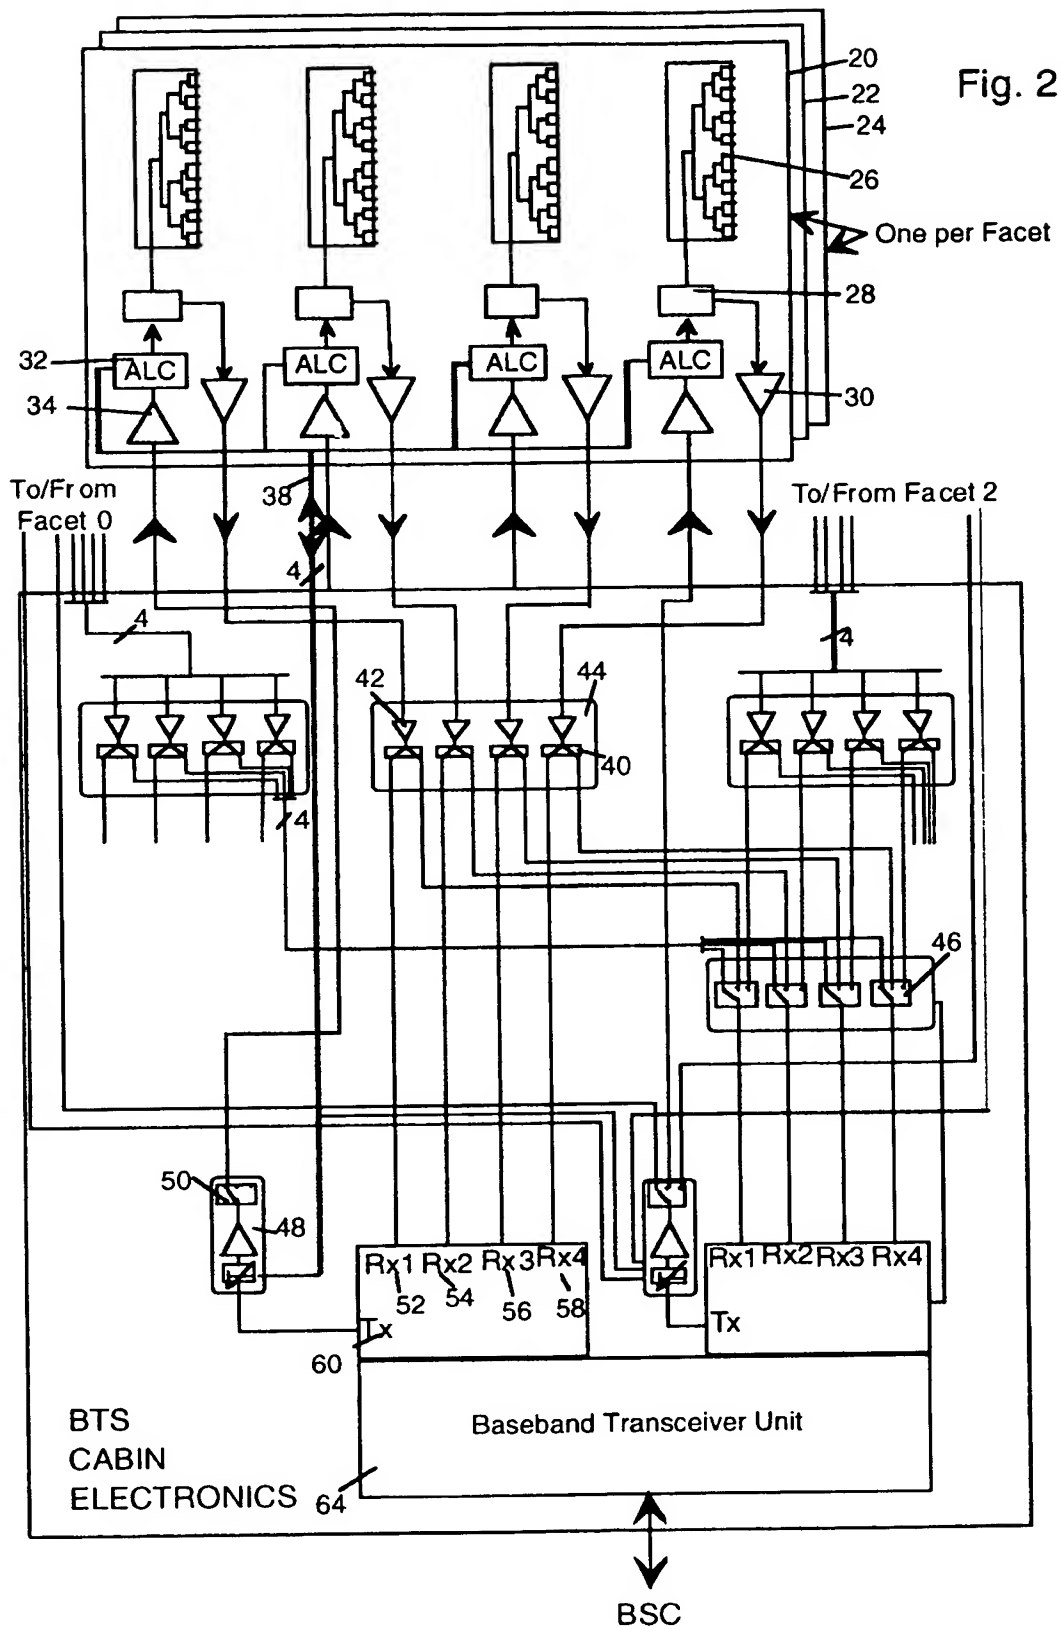 20
Fig. 2
22
24
26
One per Facet
28
32
ALC
ALC
ALC
ALC
34
30
To/From
Facet 0
38
To/From Facet 2
4
4
4
42
44
40
4
46
50
48
Rx1 Rx2 Rx3 Rx4
52 54 56 58
Tx
60
Rx1 Rx2 Rx3 Rx4
Tx
Baseband Transceiver Unit
BTS
CABIN
ELECTRONICS
64
BSC